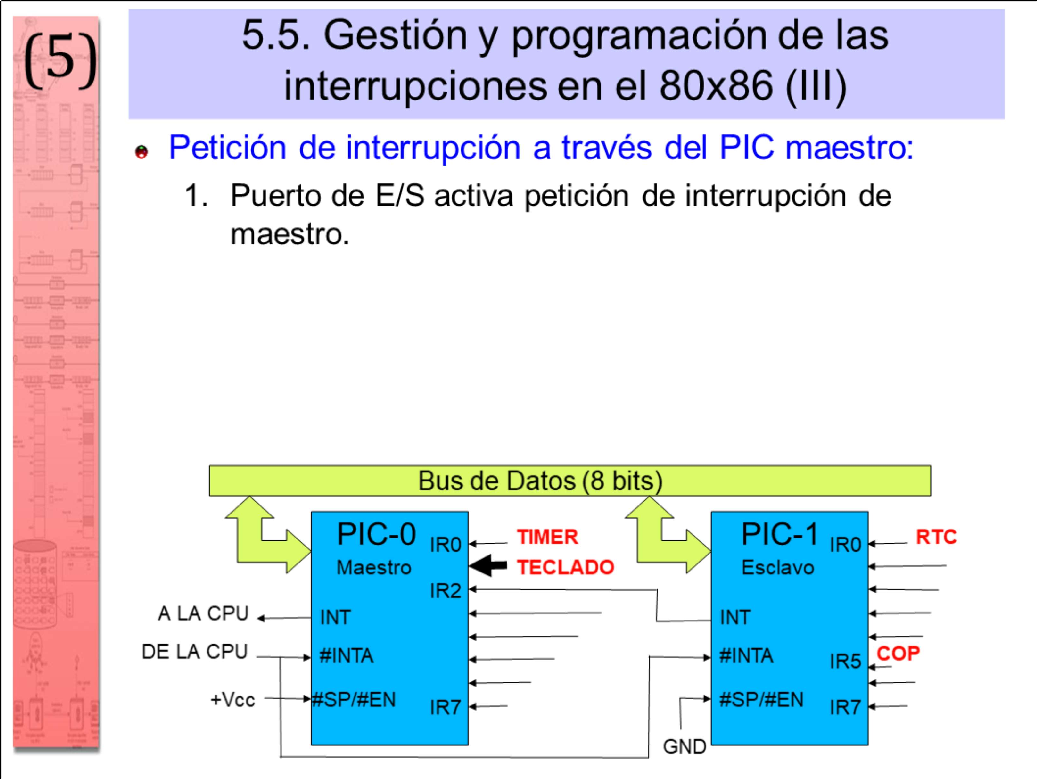 (5)
5.5. Gestión y programación de las
interrupciones en el 80x86 (III)
Petición de interrupción a través del PIC maestro:
1. Puerto de E/S activa petición de interrupción de
maestro.
Bus de Datos (8 bits)
PIC-0
Maestro
IR0
TIMER
TECLADO
IR2
A LA CPU
INT
DE LA CPU
#INTA
+Vcc
#SP/#EN
IR7
PIC-1
Esclavo
IR0
RTC
INT
#INTA
IR5
COP
#SP/#EN
IR7
GND